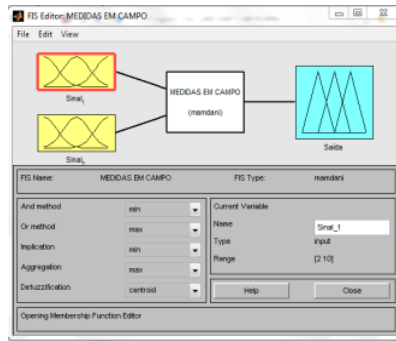 FIS Editor: MEDIDAS EM CAMPO
File Edit View
Sinal1
Sinal2
MEDIDAS EM CAMPO
(mamdani)
Saída
FIS Name: MEDIDAS EM CAMPO FIS Type: mamdani
And method min
Or method max
Implication min
Aggregation max
Defuzzification centroid
Current Variable
Name Sinal_1
Type input
Range [2 10]
Help Close
Opening Membership Function Editor